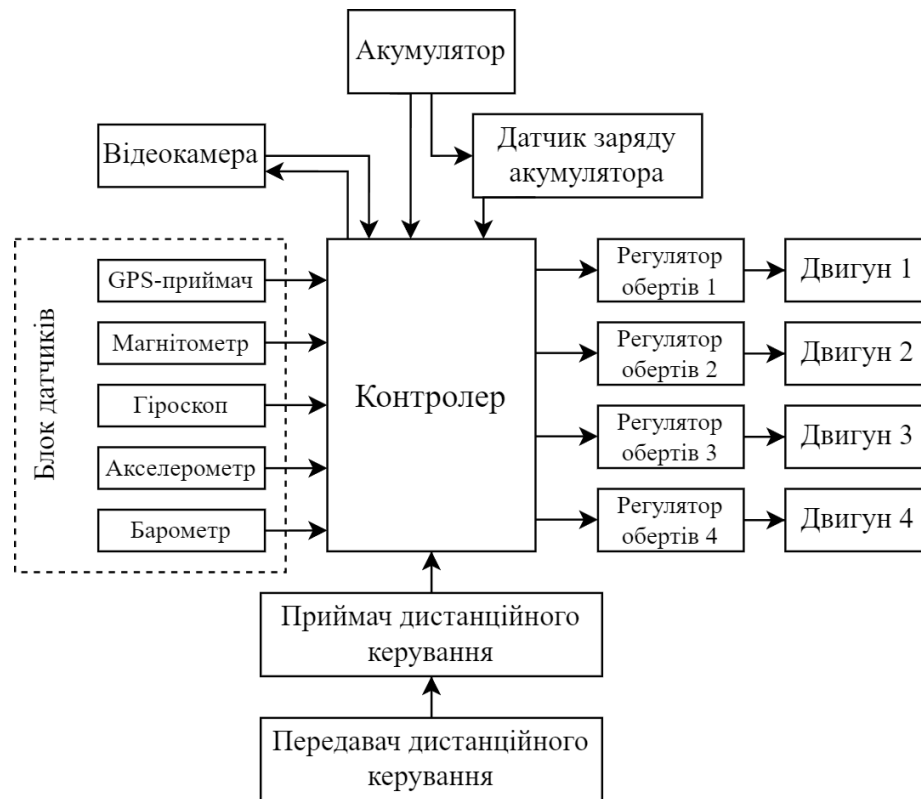 Акумулятор
Відеокамера
Датчик заряду
акумулятора
Блок датчиків
GPS-приймач
Магнітометр
Гіроскоп
Акселерометр
Барометр
Контролер
Регулятор
обертів 1
Двигун 1
Регулятор
обертів 2
Двигун 2
Регулятор
обертів 3
Двигун 3
Регулятор
обертів 4
Двигун 4
Приймач дистанційного
керування
Передавач дистанційного
керування